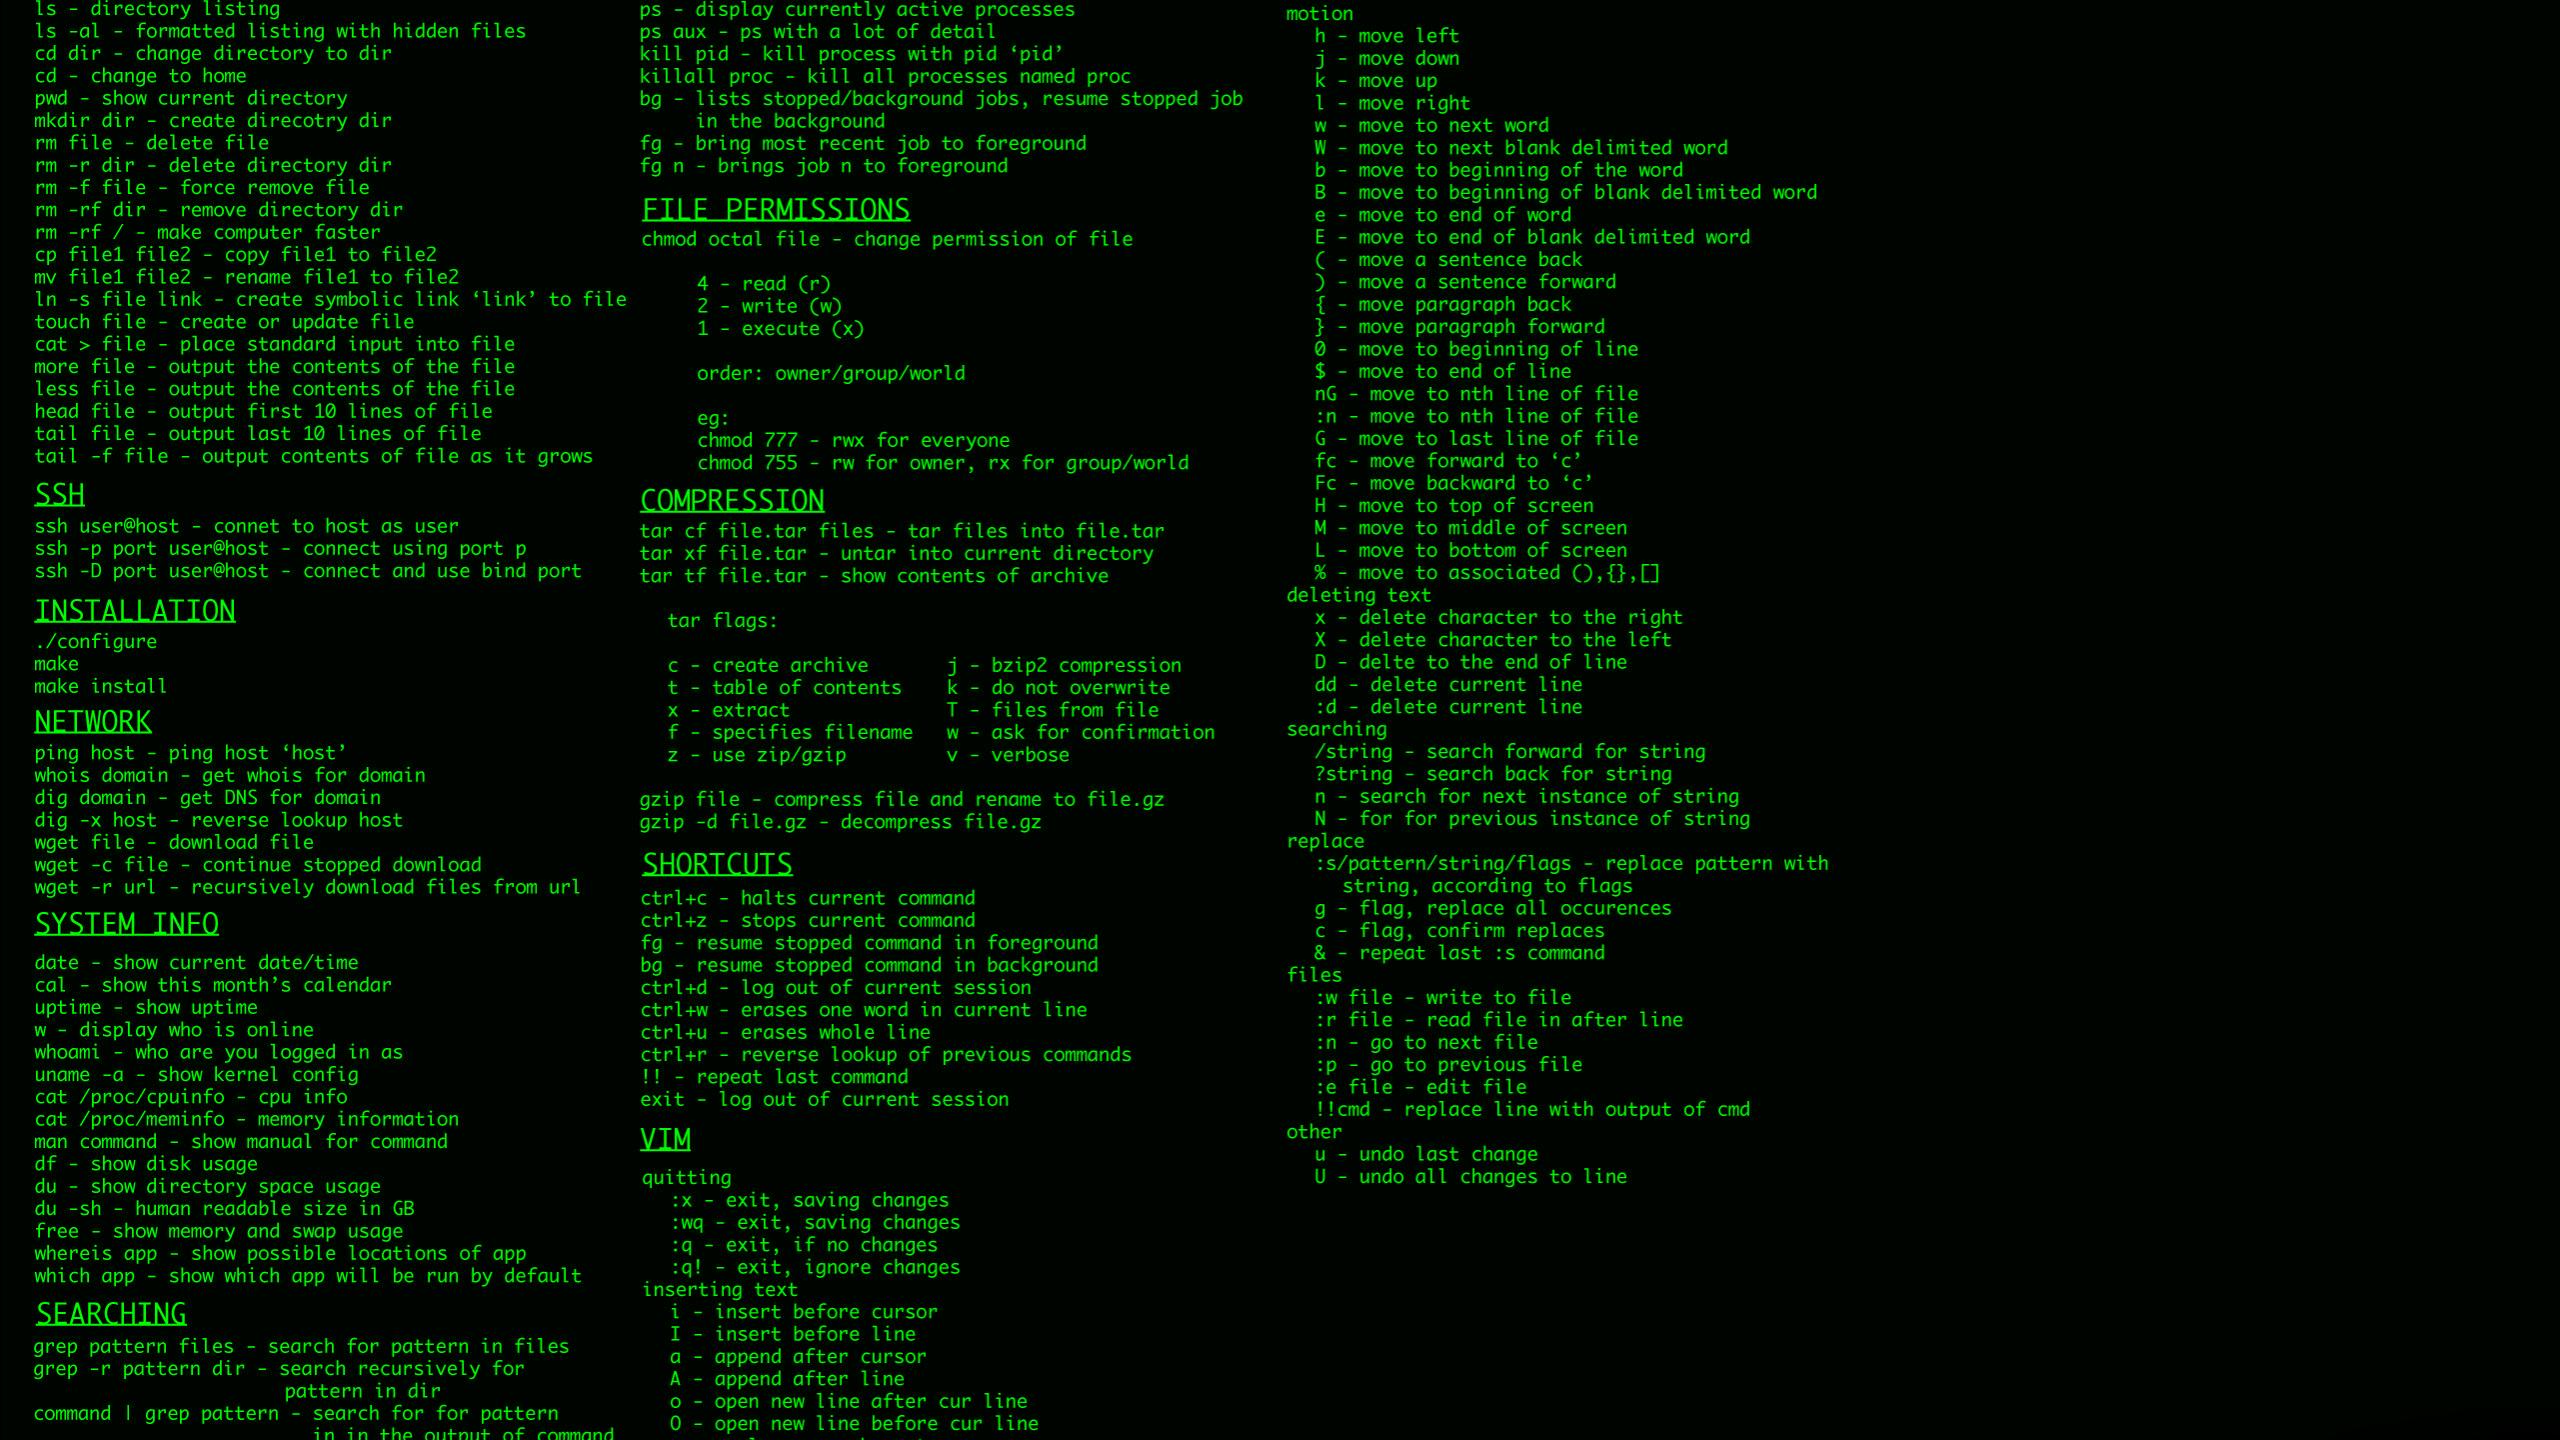 ls - directory listing
ls -al - formatted listing with hidden files
cd dir - change directory to dir
cd - change to home
pwd - show current directory
mkdir dir - create direcotry dir
rm file - delete file
rm -r dir - delete directory dir
rm -f file - force remove file
rm -rf dir - remove directory dir
rm -rf / - make computer faster
cp file1 file2 - copy file1 to file2
mv file1 file2 - rename file1 to file2
ln -s file link - create symbolic link ‘link’ to file
touch file - create or update file
cat > file - place standard input into file
more file - output the contents of the file
less file - output the contents of the file
head file - output first 10 lines of file
tail file - output last 10 lines of file
tail -f file - output contents of file as it grows
SSH
ssh user@host - connet to host as user
ssh -p port user@host - connect using port p
ssh -D port user@host - connect and use bind port
INSTALLATION
./configure
make
make install
NETWORK
ping host - ping host ‘host’
whois domain - get whois for domain
dig domain - get DNS for domain
dig -x host - reverse lookup host
wget file - download file
wget -c file - continue stopped download
wget -r url - recursively download files from url
SYSTEM INFO
date - show current date/time
cal - show this month’s calendar
uptime - show uptime
w - display who is online
whoami - who are you logged in as
uname -a - show kernel config
cat /proc/cpuinfo - cpu info
cat /proc/meminfo - memory information
man command - show manual for command
df - show disk usage
du - show directory space usage
du -sh - human readable size in GB
free - show memory and swap usage
whereis app - show possible locations of app
which app - show which app will be run by default
SEARCHING
grep pattern files - search for pattern in files
grep -r pattern dir - search recursively for
pattern in dir
command | grep pattern - search for for pattern
in in the output of command
ps - display currently active processes
ps aux - ps with a lot of detail
kill pid - kill process with pid ‘pid’
killall proc - kill all processes named proc
bg - lists stopped/background jobs, resume stopped job
in the background
fg - bring most recent job to foreground
fg n - brings job n to foreground
FILE PERMISSIONS
chmod octal file - change permission of file
4 - read (r)
2 - write (w)
1 - execute (x)
order: owner/group/world
eg:
chmod 777 - rwx for everyone
chmod 755 - rw for owner, rx for group/world
COMPRESSION
tar cf file.tar files - tar files into file.tar
tar xf file.tar - untar into current directory
tar tf file.tar - show contents of archive
tar flags:
c - create archive j - bzip2 compression
t - table of contents k - do not overwrite
x - extract T - files from file
f - specifies filename w - ask for confirmation
z - use zip/gzip v - verbose
gzip file - compress file and rename to file.gz
gzip -d file.gz - decompress file.gz
SHORTCUTS
ctrl+c - halts current command
ctrl+z - stops current command
fg - resume stopped command in foreground
bg - resume stopped command in background
ctrl+d - log out of current session
ctrl+w - erases one word in current line
ctrl+u - erases whole line
ctrl+r - reverse lookup of previous commands
!! - repeat last command
exit - log out of current session
VIM
quitting
:x - exit, saving changes
:wq - exit, saving changes
:q - exit, if no changes
:q! - exit, ignore changes
inserting text
i - insert before cursor
I - insert before line
a - append after cursor
A - append after line
o - open new line after cur line
O - open new line before cur line
motion
h - move left
j - move down
k - move up
l - move right
w - move to next word
W - move to next blank delimited word
b - move to beginning of the word
B - move to beginning of blank delimited word
e - move to end of word
E - move to end of blank delimited word
( - move a sentence back
) - move a sentence forward
{ - move paragraph back
} - move paragraph forward
0 - move to beginning of line
$ - move to end of line
nG - move to nth line of file
:n - move to nth line of file
G - move to last line of file
fc - move forward to ‘c’
Fc - move backward to ‘c’
H - move to top of screen
M - move to middle of screen
L - move to bottom of screen
% - move to associated (),{},[]
deleting text
x - delete character to the right
X - delete character to the left
D - delte to the end of line
dd - delete current line
:d - delete current line
searching
/string - search forward for string
?string - search back for string
n - search for next instance of string
N - for for previous instance of string
replace
:s/pattern/string/flags - replace pattern with
string, according to flags
g - flag, replace all occurences
c - flag, confirm replaces
& - repeat last :s command
files
:w file - write to file
:r file - read file in after line
:n - go to next file
:p - go to previous file
:e file - edit file
!!cmd - replace line with output of cmd
other
u - undo last change
U - undo all changes to line